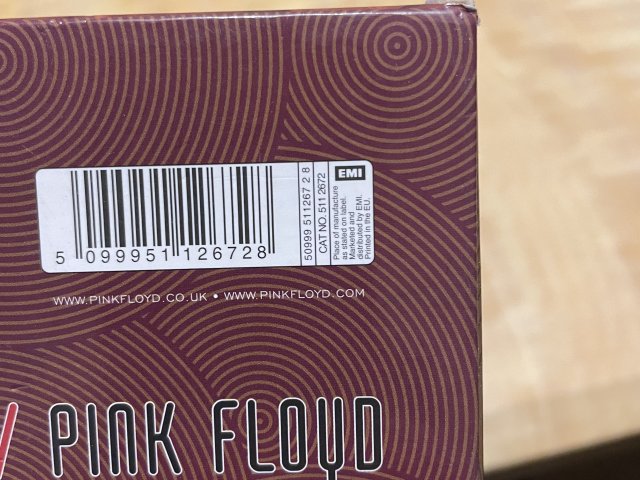 5 099951 126728
50999 511267 2 8
CAT NO. 511 2672
EMI
Place of manufacture
as stated on label.
Marketed and
distributed by EMI.
Printed in the EU.
WWW.PINKFLOYD.CO.UK • WWW.PINKFLOYD.COM
PINK FLOYD